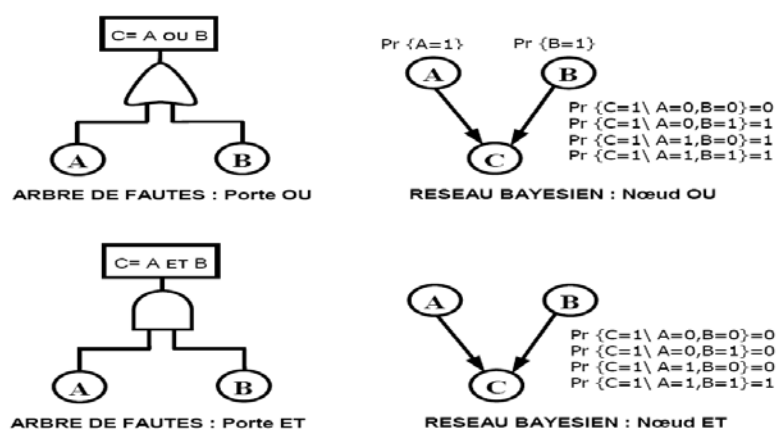 C= A OU B
A
B
ARBRE DE FAUTES : Porte OU
Pr {A=1}
Pr {B=1}
A
B
C
Pr {C=1\ A=0,B=0}=0
Pr {C=1\ A=0,B=1}=1
Pr {C=1\ A=1,B=0}=1
Pr {C=1\ A=1,B=1}=1
RESEAU BAYESIEN : Nœud OU
C= A ET B
A
B
ARBRE DE FAUTES : Porte ET
A
B
C
Pr {C=1\ A=0,B=0}=0
Pr {C=1\ A=0,B=1}=0
Pr {C=1\ A=1,B=0}=0
Pr {C=1\ A=1,B=1}=1
RESEAU BAYESIEN : Nœud ET